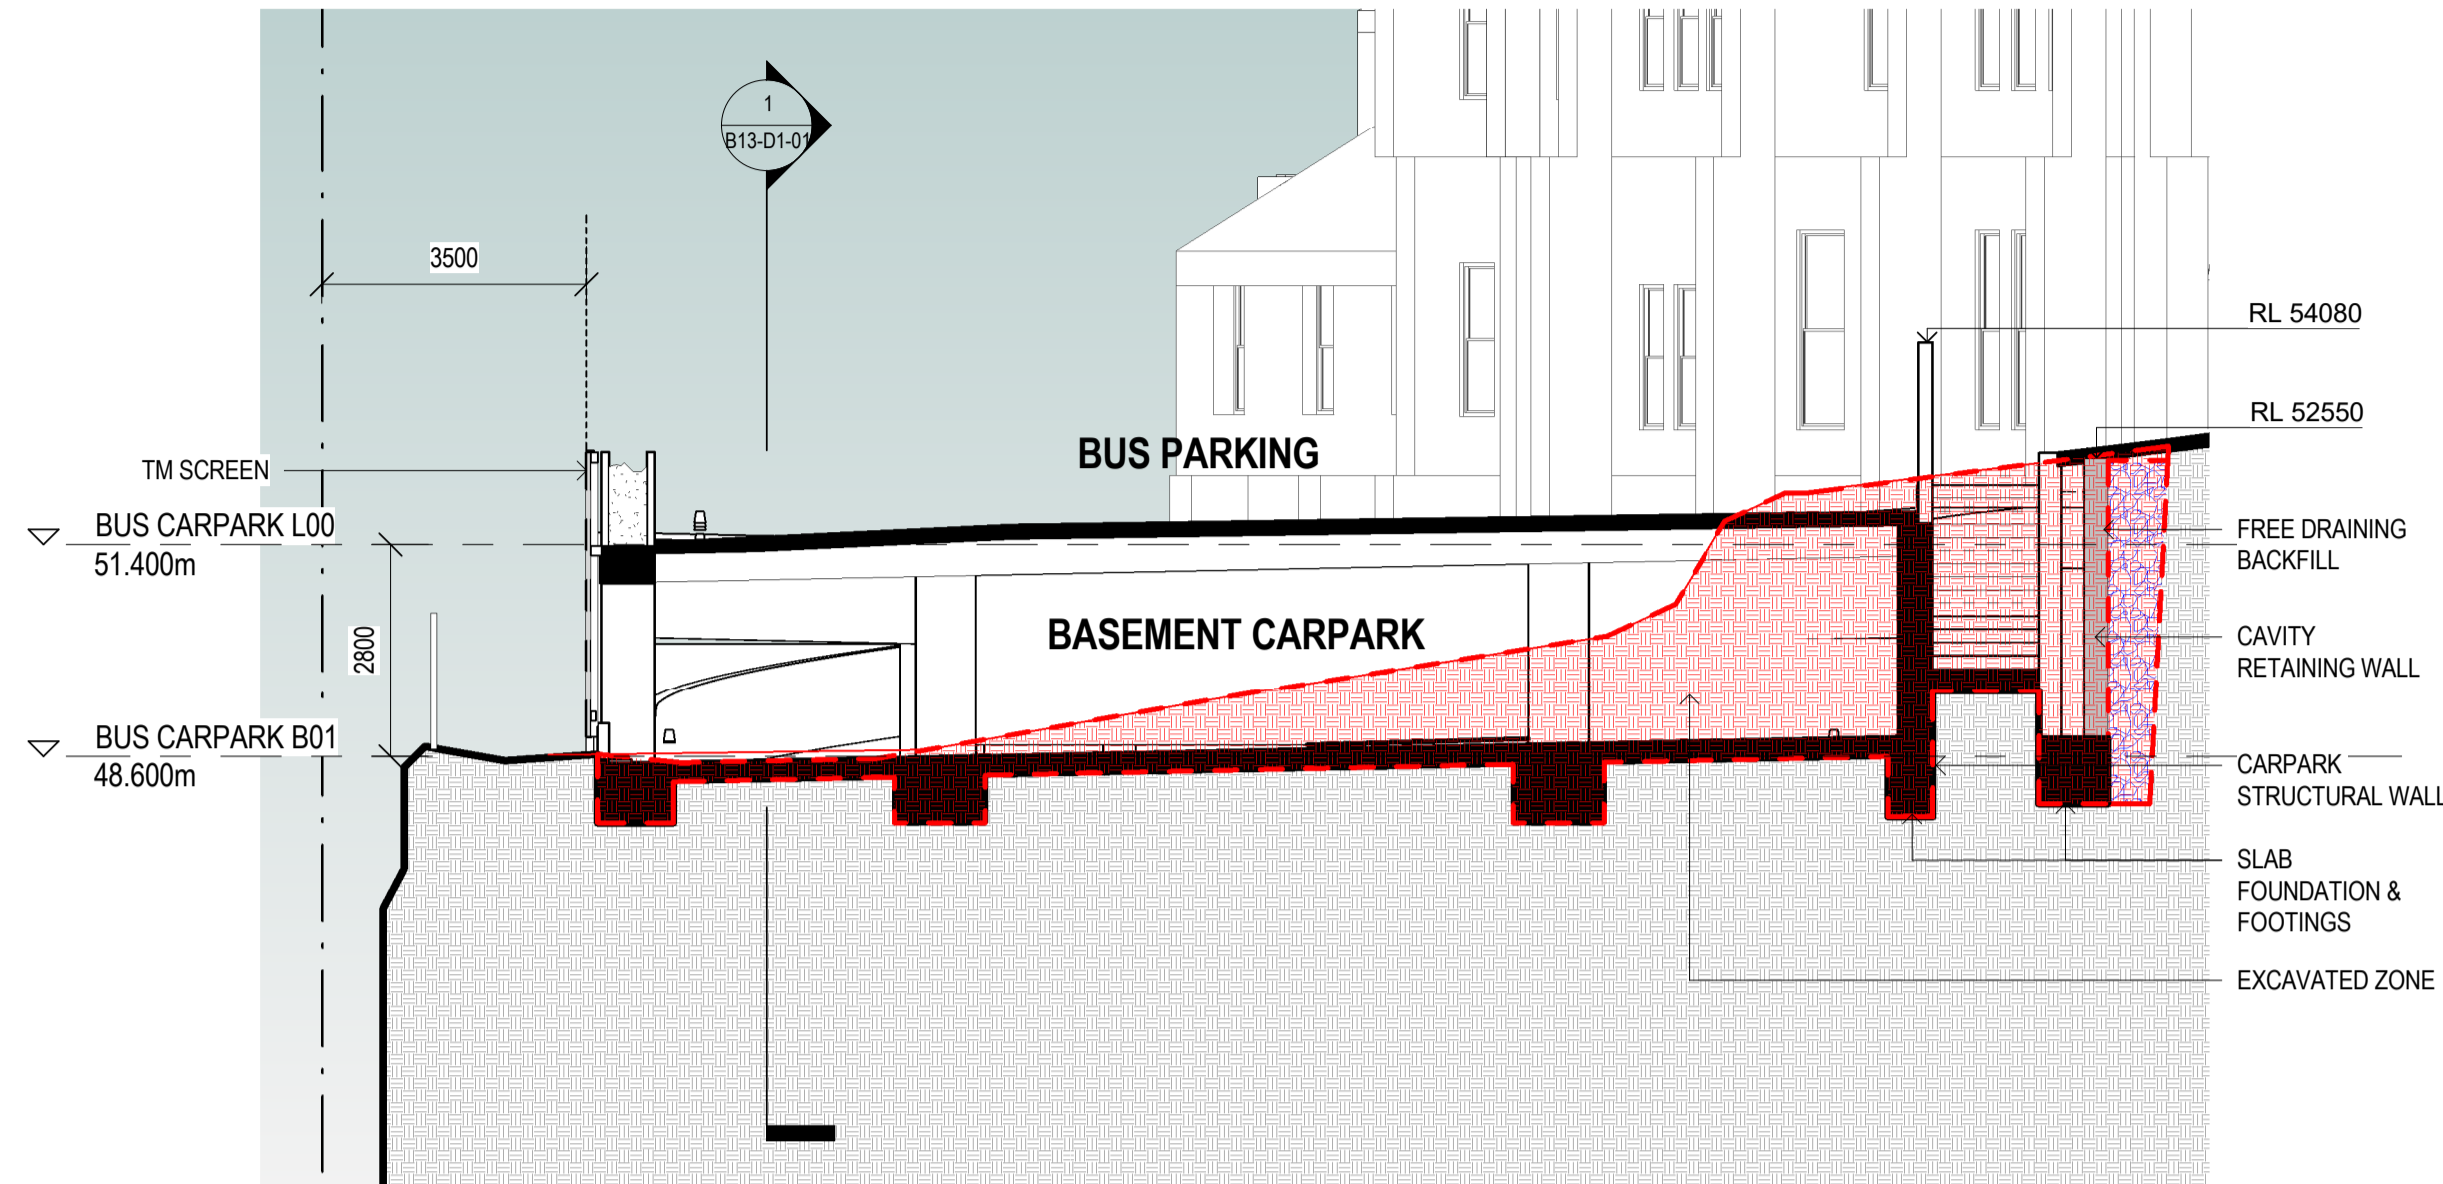 1
B13-D1-01
3500
RL 54080
RL 52550
BUS PARKING
TM SCREEN
BUS CARPARK L00
51.400m
FREE DRAINING
BACKFILL
2800
BASEMENT CARPARK
CAVITY
RETAINING WALL
BUS CARPARK B01
48.600m
CARPARK
STRUCTURAL WALL
SLAB
FOUNDATION &
FOOTINGS
EXCAVATED ZONE